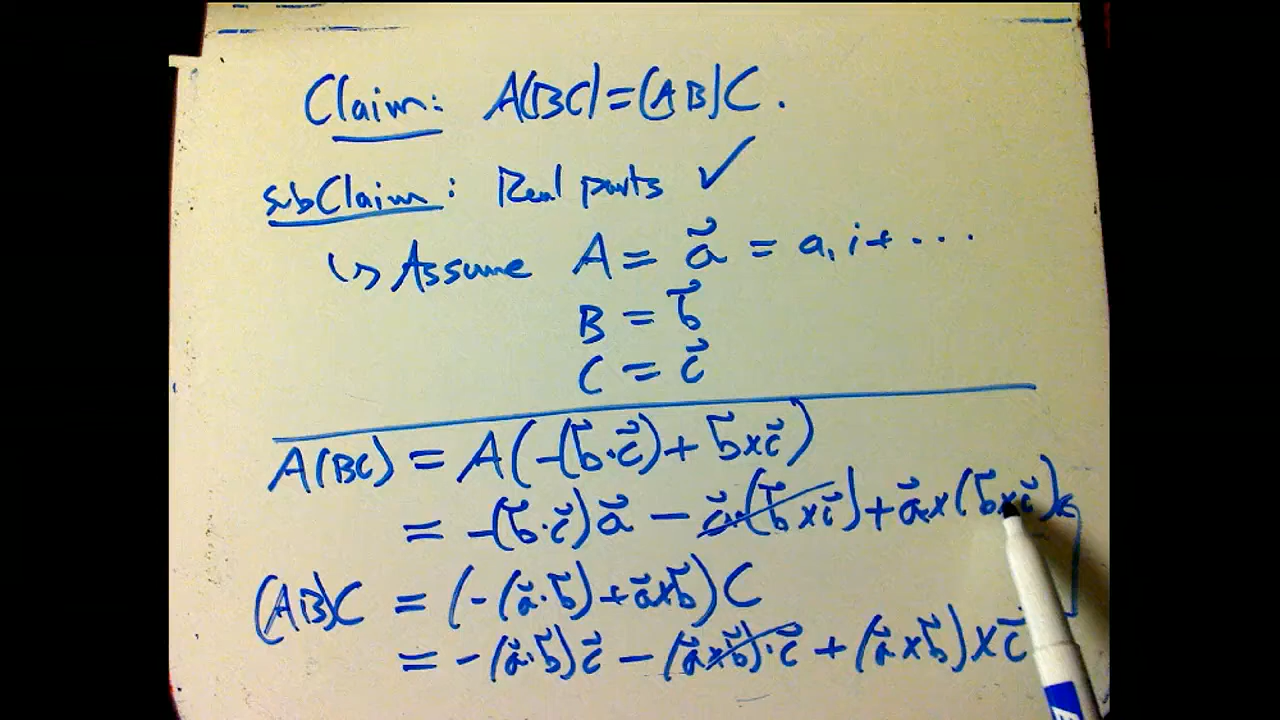 Claim: A(BC)=(AB)C.
subClaim: Real parts ✓
↳ Assume A = a⃗ = a₁i+ ...
B = b⃗
C = c⃗
A(BC) = A(-(b⃗·c⃗)+ b⃗×c⃗)
= -(b⃗·c⃗)a⃗ - a⃗·(b⃗×c⃗)+a⃗×(b⃗×c⃗)
(AB)C = (-(a⃗·b⃗)+a⃗×b⃗)C
= -(a⃗·b⃗)c⃗ - (a⃗×b⃗)·c⃗ + (a⃗×b⃗)×c⃗